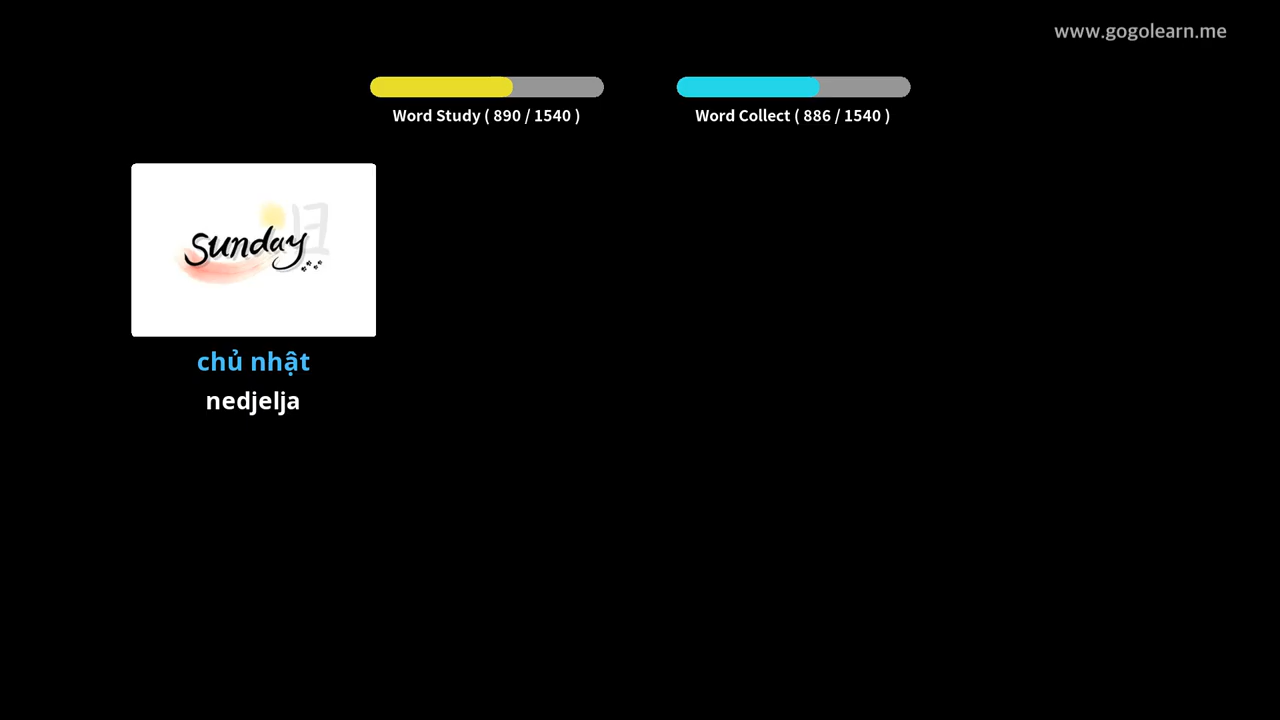 www.gogolearn.me
Word Study ( 890 / 1540 )
Word Collect ( 886 / 1540 )
Sunday
chủ nhật
nedjelja